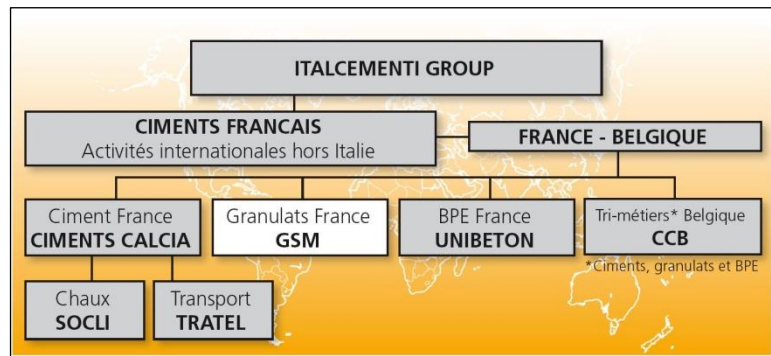 ITALCEMENTI GROUP
CIMENTS FRANCAIS
Activités internationales hors Italie
FRANCE - BELGIQUE
Ciment France
CIMENTS CALCIA
Granulats France
GSM
BPE France
UNIBETON
Tri-métiers* Belgique
CCB
*Ciments, granulats et BPE
Chaux
SOCLI
Transport
TRATEL